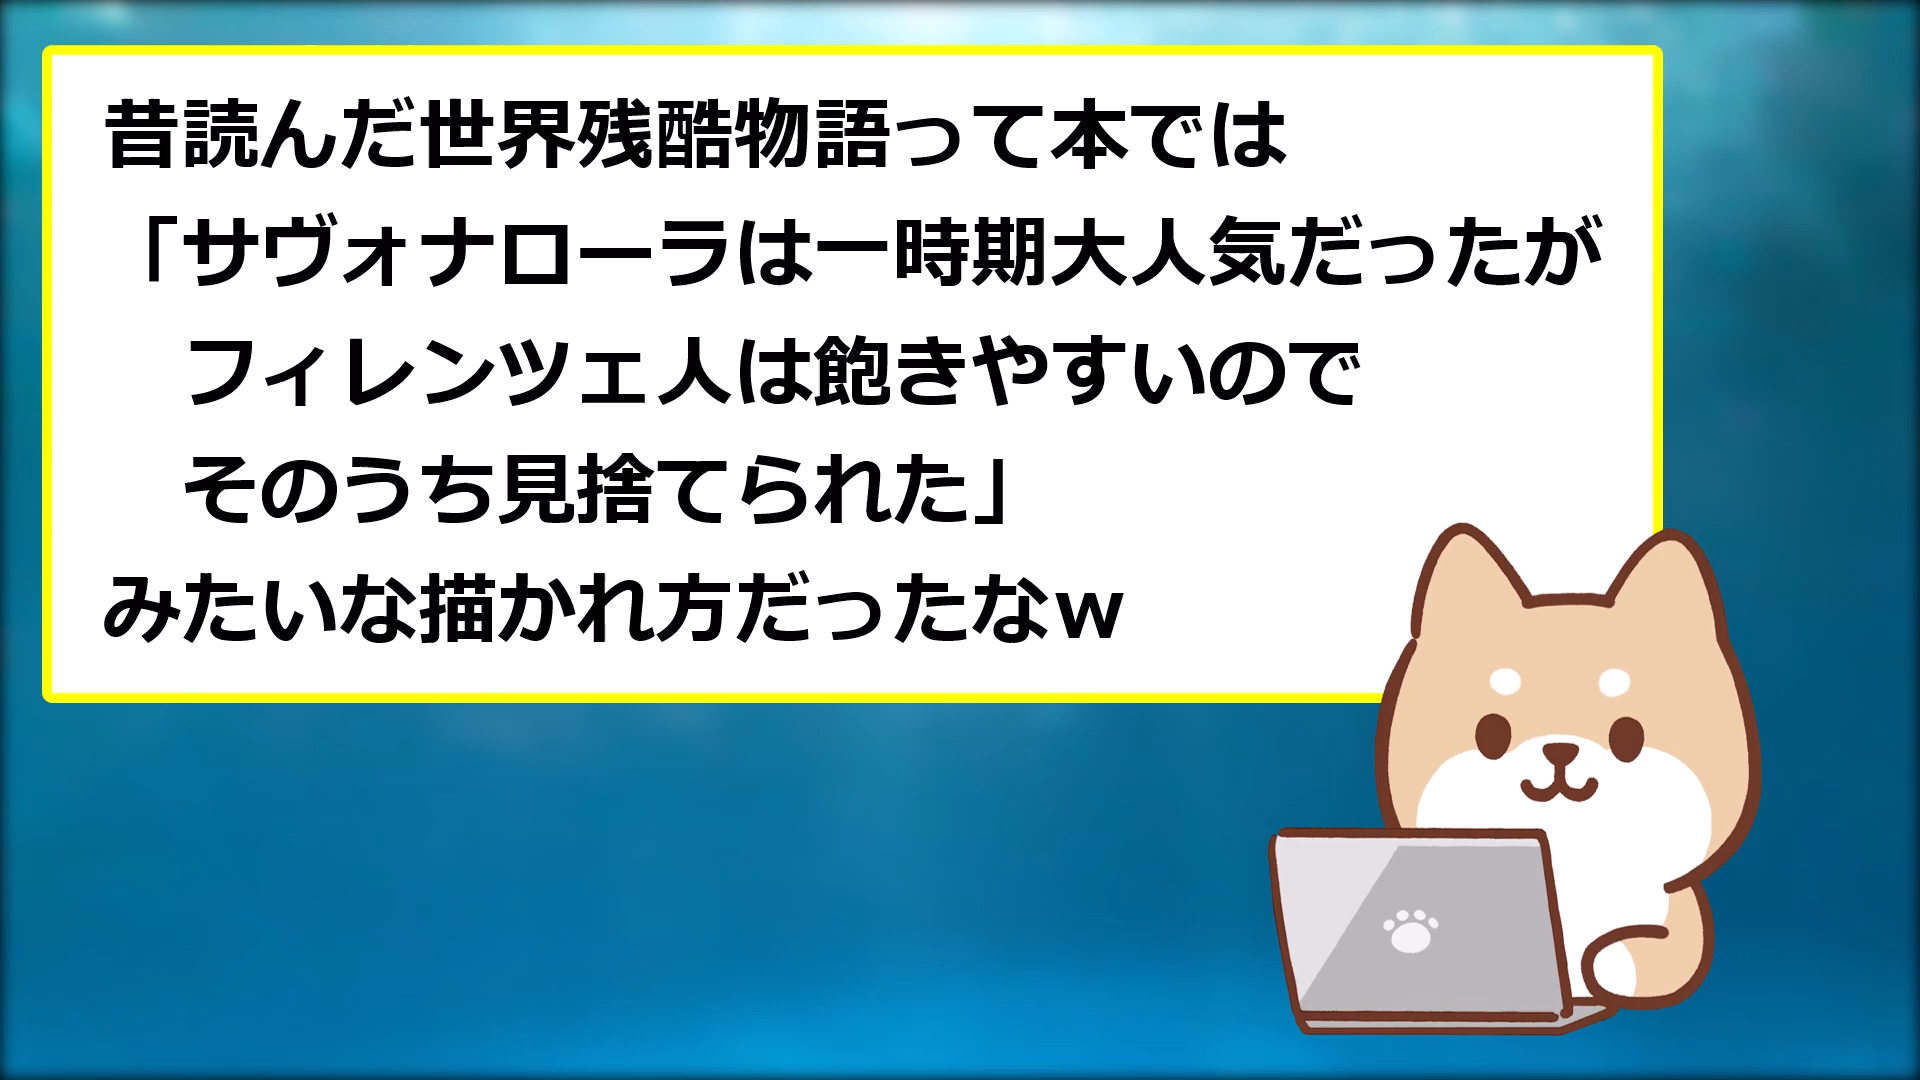 昔読んだ世界残酷物語って本では
「サヴォナローラは一時期大人気だったが
　フィレンツェ人は飽きやすいので
　そのうち見捨てられた」
みたいな描かれ方だったなｗ